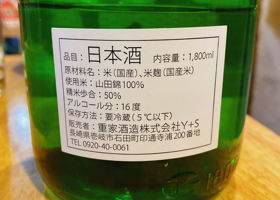 品目：日本酒 内容量：1,800ml
原材料名：米（国産）、米麹（国産米）
使用米：山田錦100%
精米歩合：50%
アルコール分：16度
保存方法：要冷蔵（5℃以下）
販売者：重家酒造株式会社Y+S
長崎県壱岐市石田町印通寺浦200番地
TEL 0920-40-0061